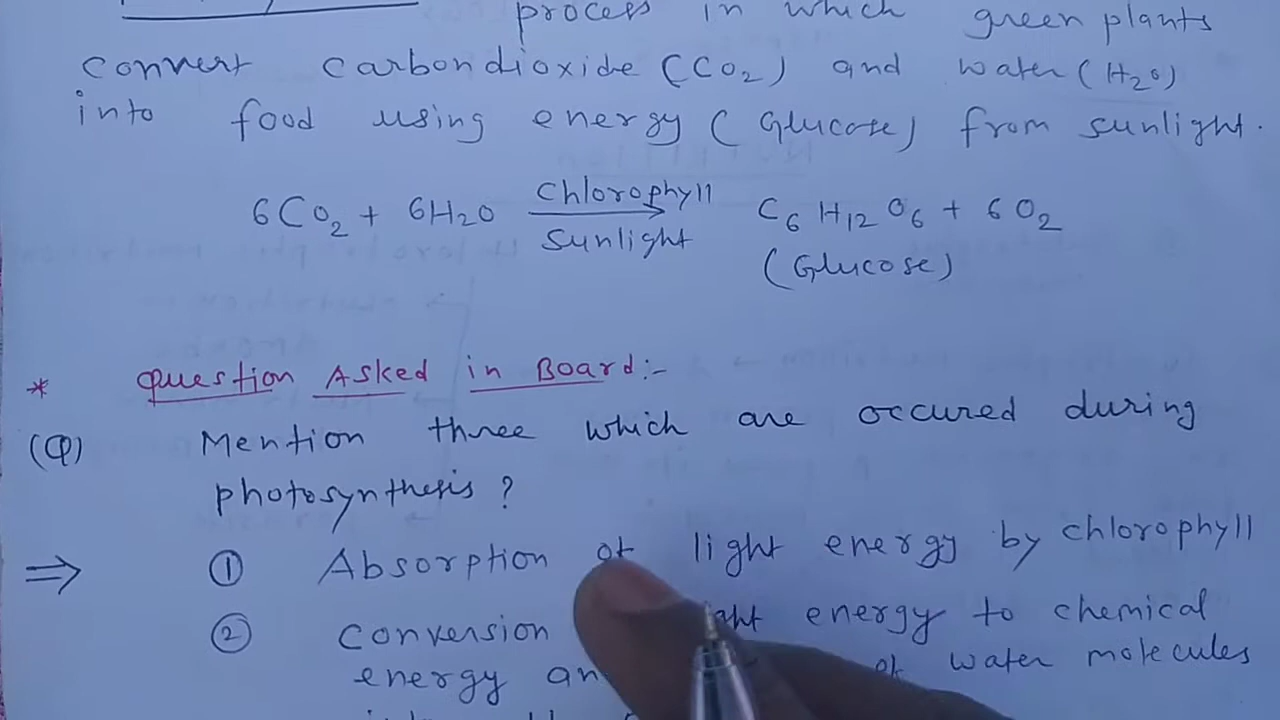 process in which green plants
convert carbondioxide (CO2) and water (H2O)
into food using energy (Glucose) from sunlight.
6CO2 + 6H2O Chlorophyll Sunlight C6H12O6 + 6O2
(Glucose)
* Question Asked in Board:-
(Q) Mention three which are occured during
photosynthesis?
⇒ ① Absorption of light energy by chlorophyll
② Conversion energy to chemical
energy of water molecules